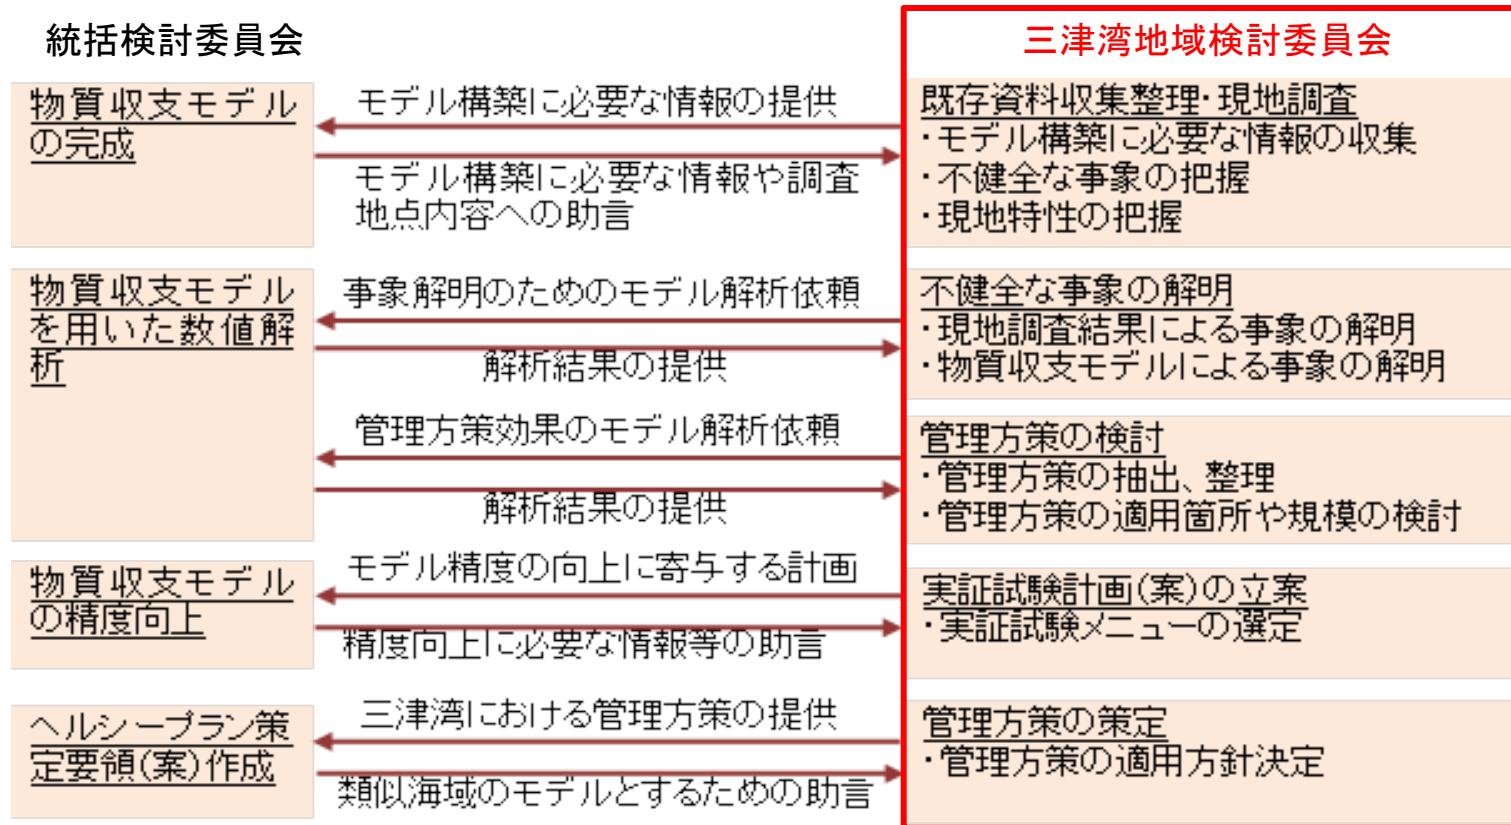 統括検討委員会
三津湾地域検討委員会
物質収支モデル
の完成
モデル構築に必要な情報の提供
モデル構築に必要な情報や調査
地点内容への助言
既存資料収集整理・現地調査
・モデル構築に必要な情報の収集
・不健全な事象の把握
・現地特性の把握
物質収支モデル
を用いた数値解
析
事象解明のためのモデル解析依頼
解析結果の提供
不健全な事象の解明
・現地調査結果による事象の解明
・物質収支モデルによる事象の解明
管理方策効果のモデル解析依頼
解析結果の提供
管理方策の検討
・管理方策の抽出、整理
・管理方策の適用箇所や規模の検討
物質収支モデル
の精度向上
モデル精度の向上に寄与する計画
精度向上に必要な情報等の助言
実証試験計画(案)の立案
・実証試験メニューの選定
ヘルシープラン策
定要領(案)作成
三津湾における管理方策の提供
類似海域のモデルとするための助言
管理方策の策定
・管理方策の適用方針決定